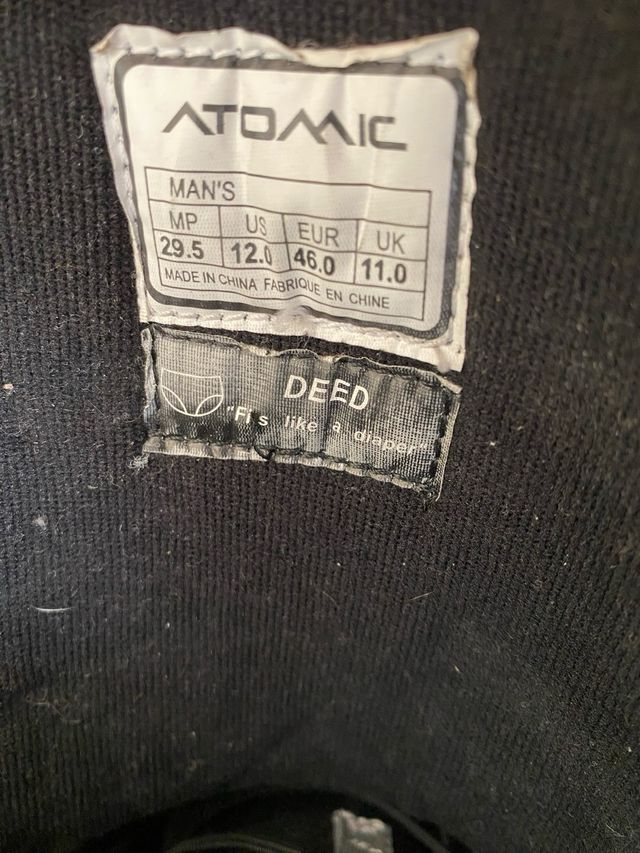 ATOMIC
MAN'S
MP US EUR UK
29.5 12.0 46.0 11.0
MADE IN CHINA FABRIQUE EN CHINE
DEED
"Fits like a diaper"